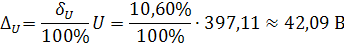 Δ_U = δ_U / 100% U = 10,60% / 100% · 397,11 ≈ 42,09 В